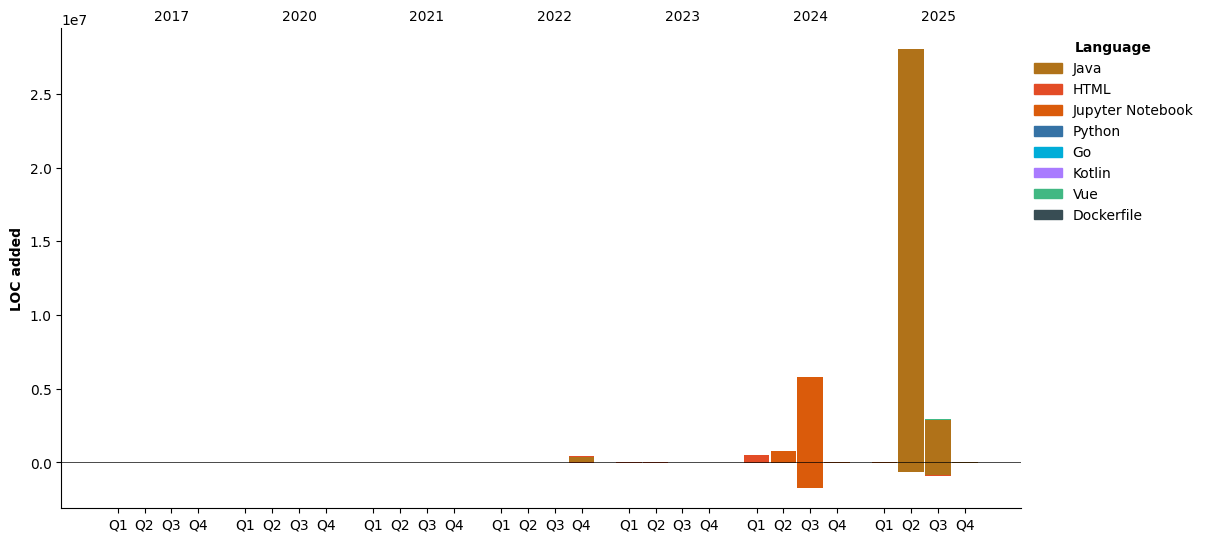 1e7
2017 2020 2021 2022 2023 2024 2025
LOC added
2.5
2.0
1.5
1.0
0.5
0.0
Q1 Q2 Q3 Q4 Q1 Q2 Q3 Q4 Q1 Q2 Q3 Q4 Q1 Q2 Q3 Q4 Q1 Q2 Q3 Q4 Q1 Q2 Q3 Q4 Q1 Q2 Q3 Q4
Language
Java
HTML
Jupyter Notebook
Python
Go
Kotlin
Vue
Dockerfile